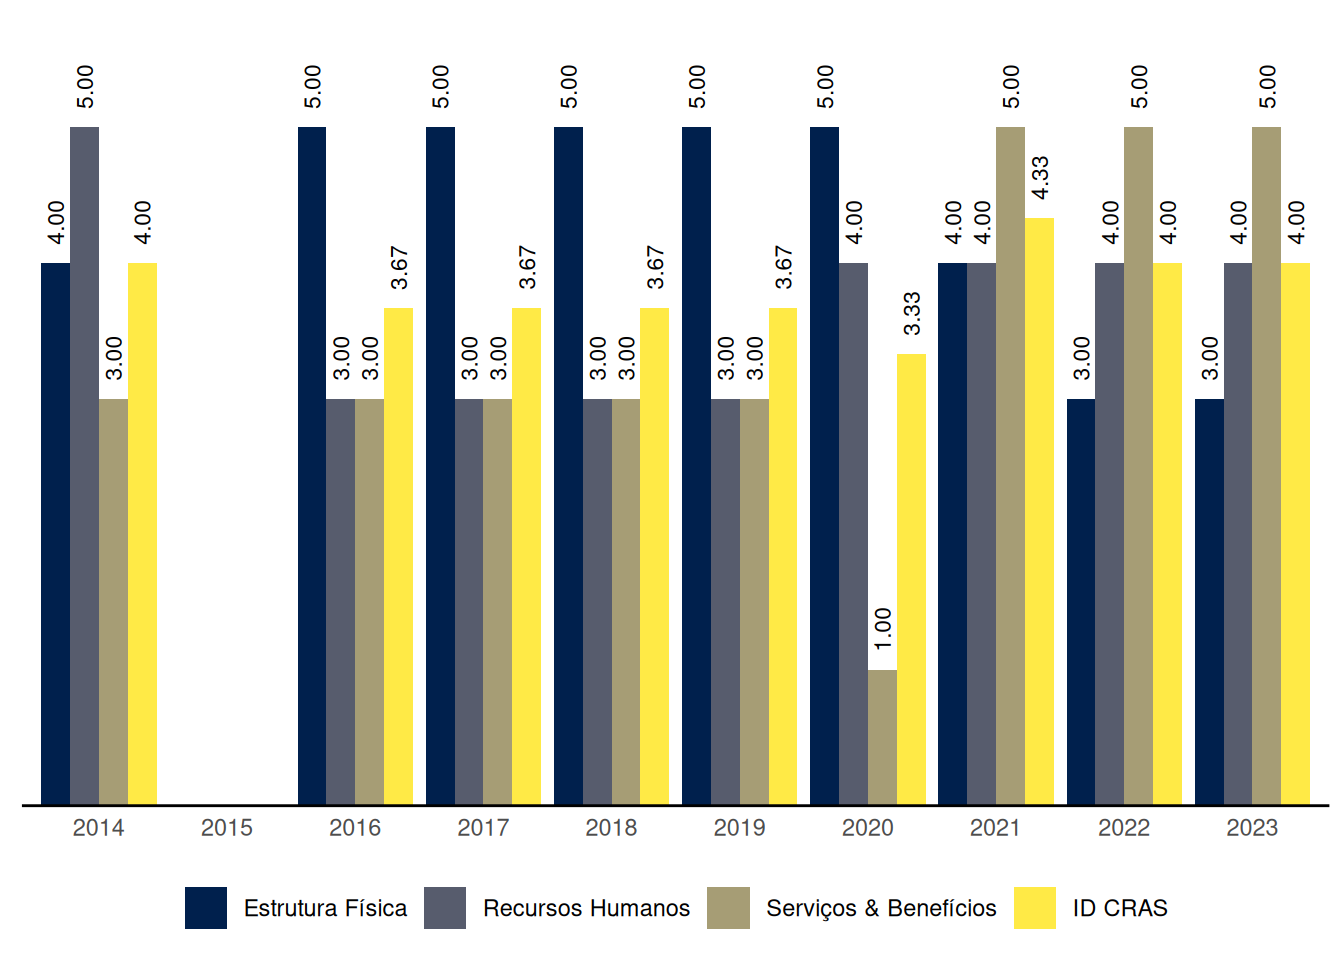 5.00 5.00 5.00 5.00 5.00 5.00 5.00 5.00 5.00
4.33
4.00 4.00 4.00 4.00 4.00 4.00 4.00 4.00 4.00
3.67 3.67 3.67 3.67
3.33
3.00 3.00 3.00 3.00 3.00 3.00 3.00 3.00 3.00 3.00 3.00
1.00
2014 2015 2016 2017 2018 2019 2020 2021 2022 2023
Estrutura Física Recursos Humanos Serviços & Benefícios ID CRAS